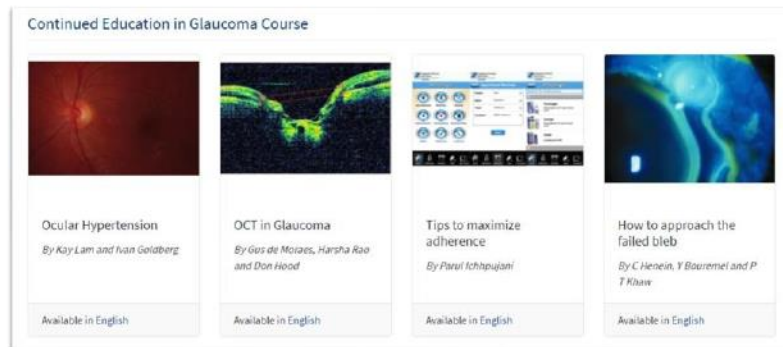 Continued Education in Glaucoma Course
Ocular Hypertension
By Kay Lam and Ivan Goldberg
Available in English
OCT in Glaucoma
By Gus de Moraes, Harsha Rao
and Don Hood
Available in English
Tips to maximize
adherence
By Parul Ichhpujani
Available in English
How to approach the
failed bleb
By C Henein, Y Bouremel and P
T Khaw
Available in English